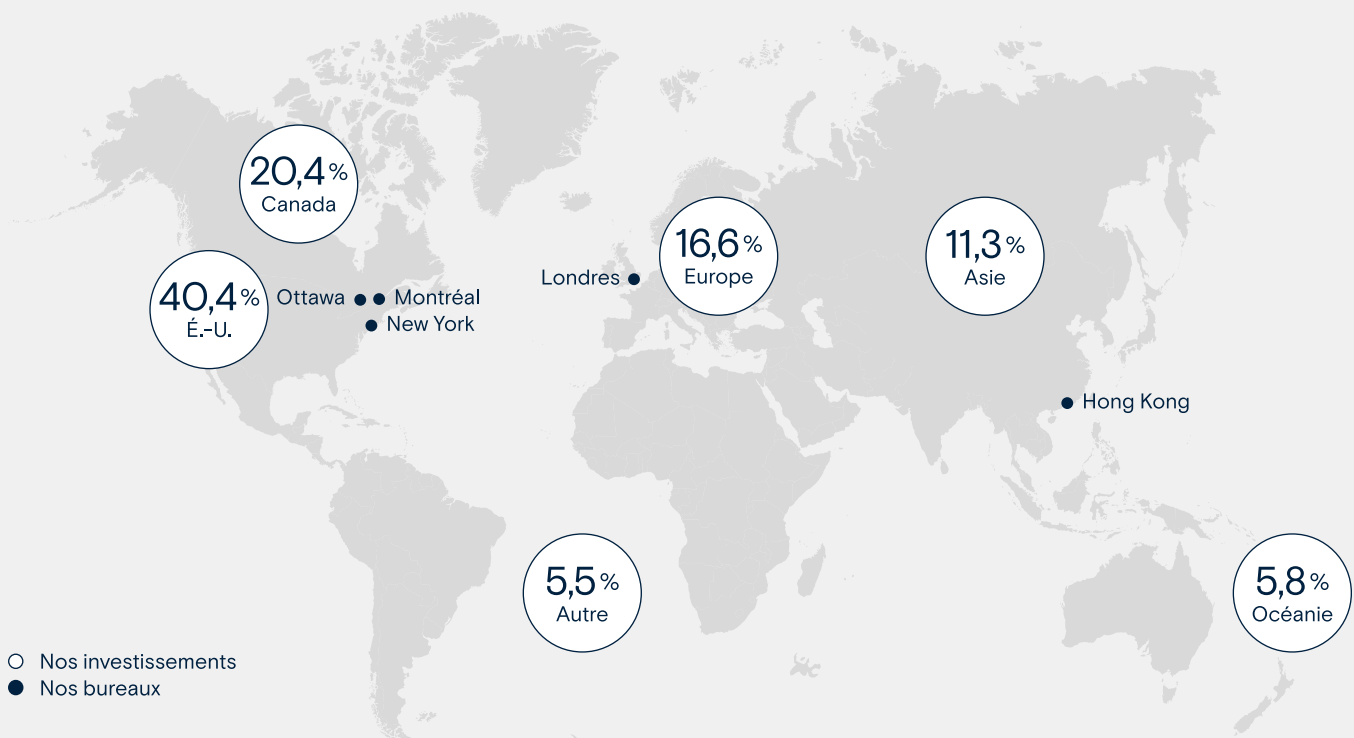 20,4 %
Canada
16,6 %
Europe
11,3 %
Asie
40,4 %
É.-U.
Ottawa
Montréal
New York
Londres
Hong Kong
5,5 %
Autre
5,8 %
Océanie
Nos investissements
Nos bureaux